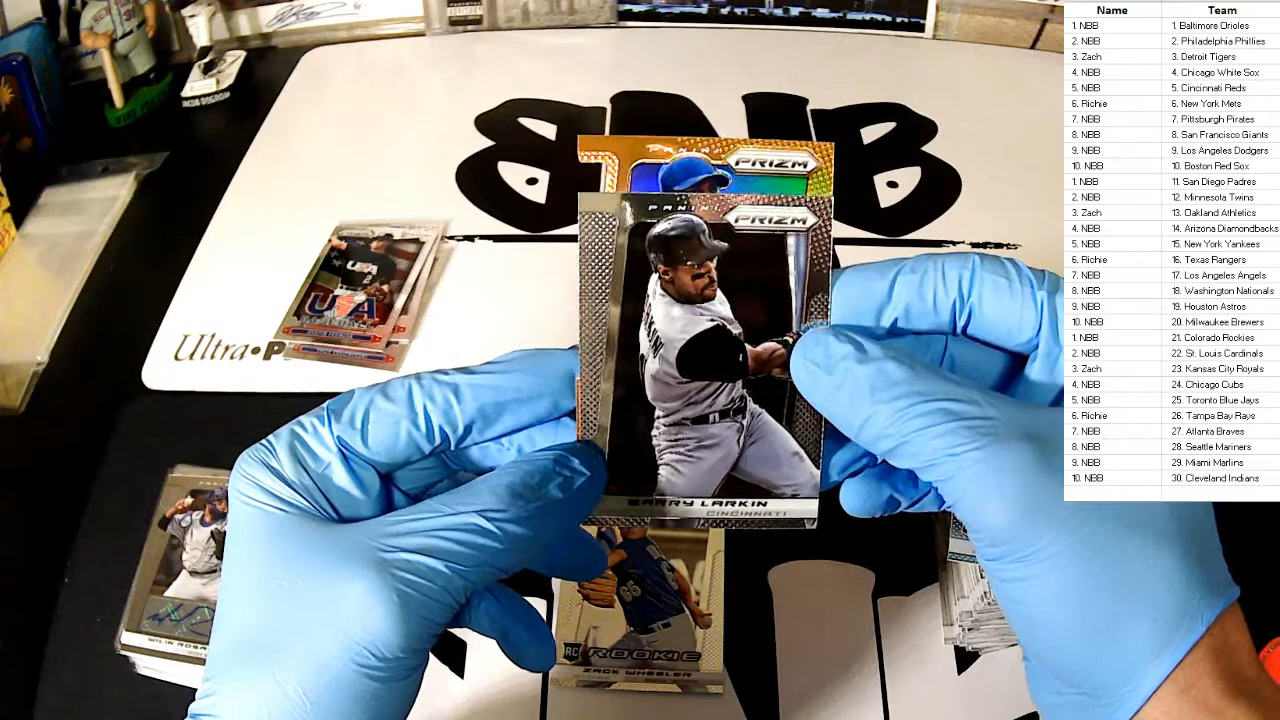 Name Team
1. NBB 1. Baltimore Orioles
2. NBB 2. Philadelphia Phillies
3. Zach 3. Detroit Tigers
4. NBB 4. Chicago White Sox
5. NBB 5. Cincinnati Reds
6. Richie 6. New York Mets
7. NBB 7. Pittsburgh Pirates
8. NBB 8. San Francisco Giants
9. NBB 9. Los Angeles Dodgers
10. NBB 10. Boston Red Sox
1. NBB 11. San Diego Padres
2. NBB 12. Minnesota Twins
3. Zach 13. Oakland Athletics
4. NBB 14. Arizona Diamondbacks
5. NBB 15. New York Yankees
6. Richie 16. Texas Rangers
7. NBB 17. Los Angeles Angels
8. NBB 18. Washington Nationals
9. NBB 19. Houston Astros
10. NBB 20. Milwaukee Brewers
1. NBB 21. Colorado Rockies
2. NBB 22. St. Louis Cardinals
3. Zach 23. Kansas City Royals
4. NBB 24. Chicago Cubs
5. NBB 25. Toronto Blue Jays
6. Richie 26. Tampa Bay Rays
7. NBB 27. Atlanta Braves
8. NBB 28. Seattle Mariners
9. NBB 29. Miami Marlins
10. NBB 30. Cleveland Indians
JACOB DEGROM
PARENTAL
ADVISORY
BNB
PANINI
PRIZM
PANINI
PRIZM
BARRY LARKIN
CINCINNATI
Ultra•P
USA
RC ROOKIE
ZACK WHEELER
WILIN ROSA